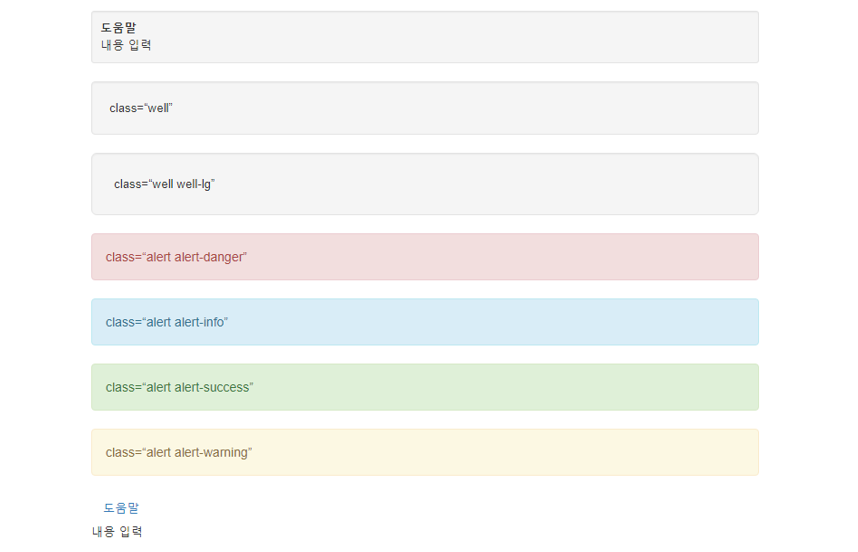 도움말
내용 입력
class=“well”
class=“well well-lg”
class=“alert alert-danger”
class=“alert alert-info”
class=“alert alert-success”
class=“alert alert-warning”
도움말
내용 입력